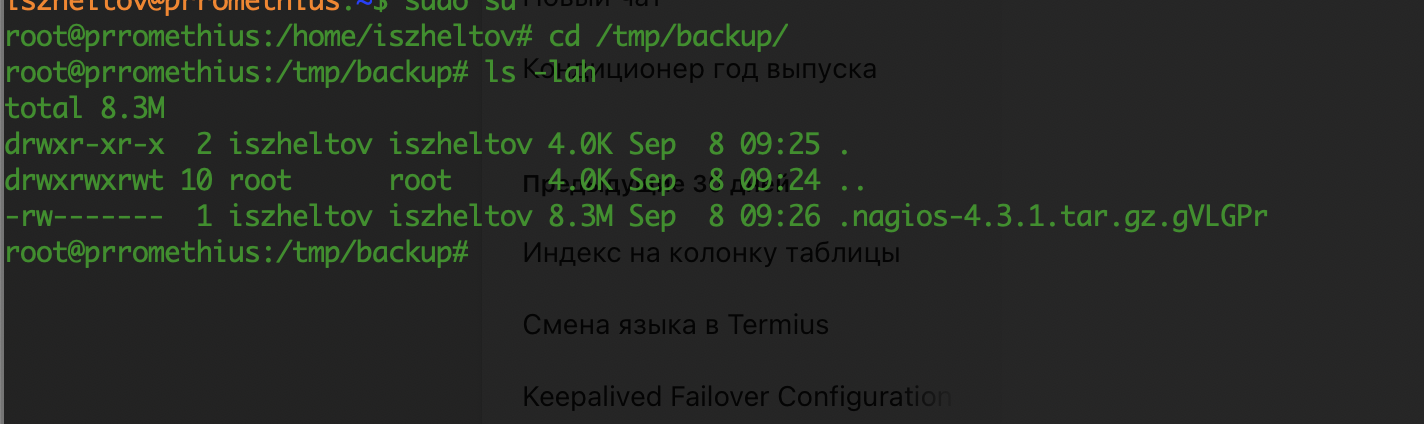 iszheltov@prromethius:~$ sudo su
Новый чат
root@prromethius:/home/iszheltov# cd /tmp/backup/
root@prromethius:/tmp/backup# ls -lah
Кондиционер год выпуска
total 8.3M
drwxr-xr-x  2 iszheltov iszheltov 4.0K Sep  8 09:25 .
drwxrwxrwt 10 root      root      4.0K Sep  8 09:24 ..
Предыдущие 30 дней
-rw-------  1 iszheltov iszheltov 8.3M Sep  8 09:26 .nagios-4.3.1.tar.gz.gVLGPr
root@prromethius:/tmp/backup#
Индекс на колонку таблицы
Смена языка в Termius
Keepalived Failover Configuration